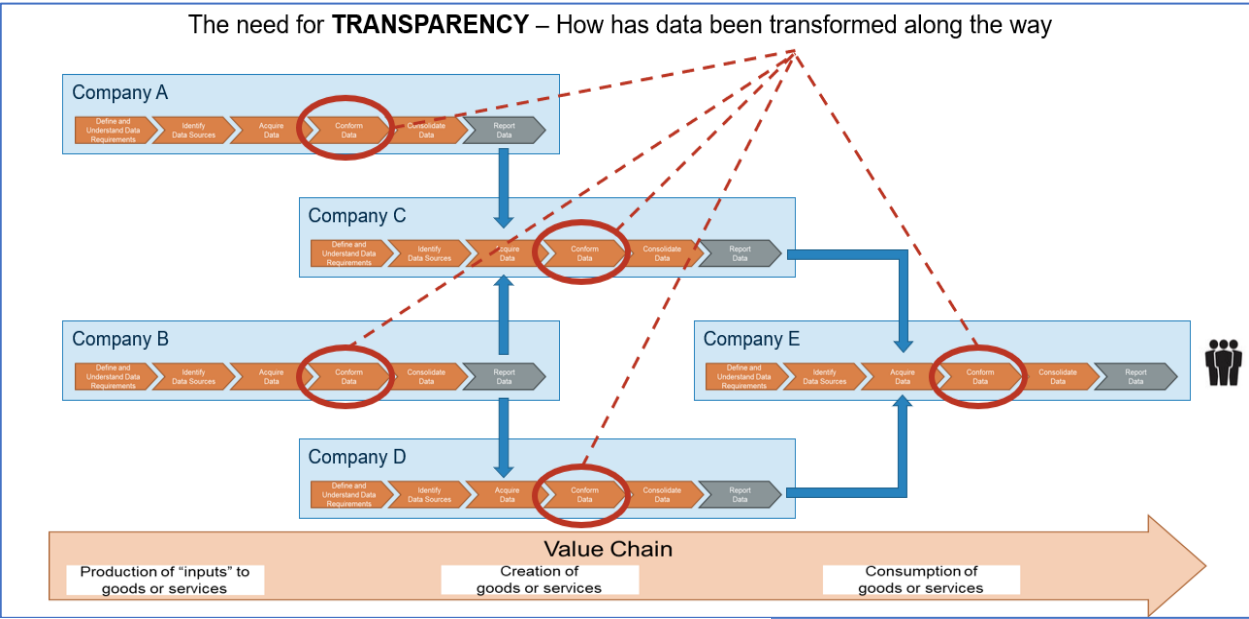 The need for TRANSPARENCY – How has data been transformed along the way
Company A
Define and
Understand Data
Requirements
Identify
Data Sources
Acquire
Data
Conform
Data
Consolidate
Data
Report
Data
Company C
Define and
Understand Data
Requirements
Identify
Data Sources
Acquire
Data
Conform
Data
Consolidate
Data
Report
Data
Company B
Define and
Understand Data
Requirements
Identify
Data Sources
Acquire
Data
Conform
Data
Consolidate
Data
Report
Data
Company E
Define and
Understand Data
Requirements
Identify
Data Sources
Acquire
Data
Conform
Data
Consolidate
Data
Report
Data
Company D
Define and
Understand Data
Requirements
Identify
Data Sources
Acquire
Data
Conform
Data
Consolidate
Data
Report
Data
Value Chain
Production of “inputs” to
goods or services
Creation of
goods or services
Consumption of
goods or services